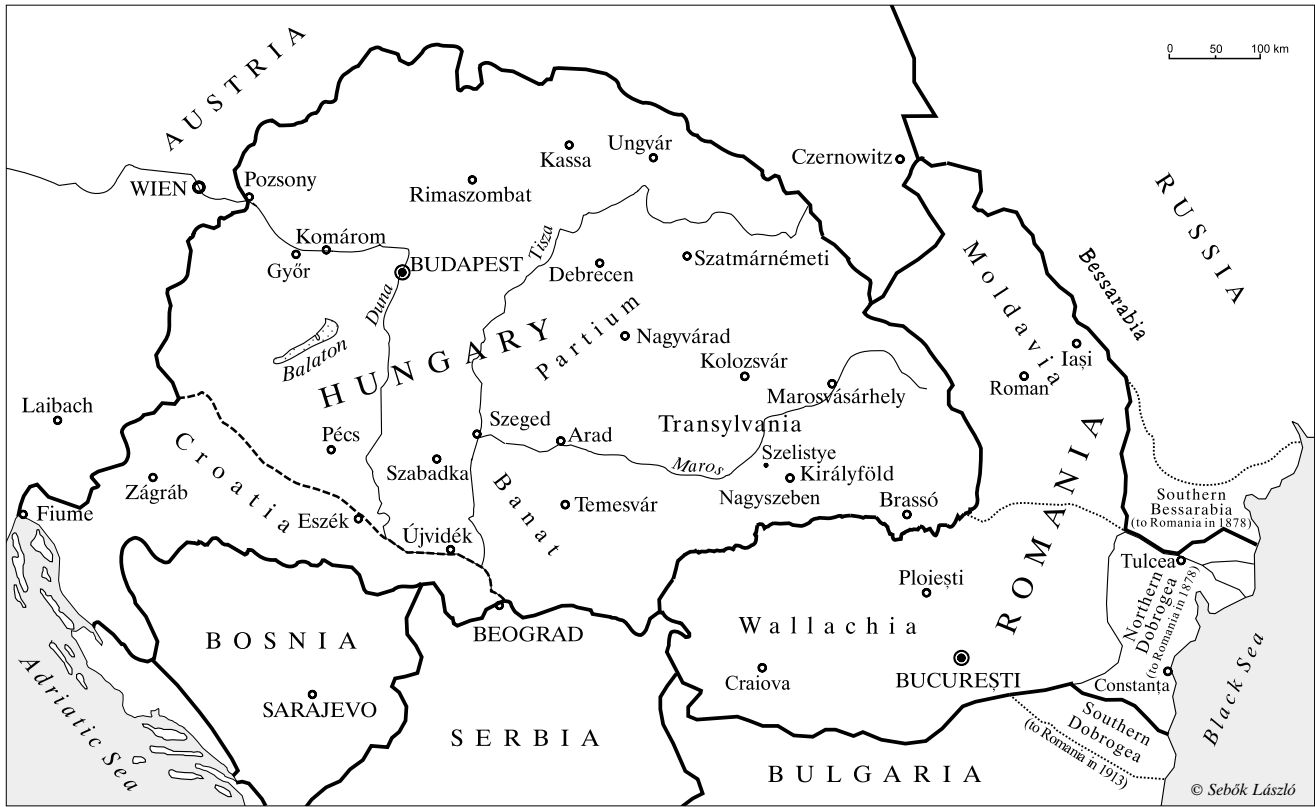 0 50 100 km
AUSTRIA
Ungvár
Kassa
Czernowitz
WIEN
Pozsony
Rimaszombat
RUSSIA
Komárom
Győr
BUDAPEST
Tisza
Debrecen
Szatmárnémeti
Moldavia
Bessarabia
Duna
Balaton
HUNGARY
Partium
Nagyvárad
Kolozsvár
Marosvásárhely
Iași
Roman
Laibach
Pécs
Szeged
Arad
Transylvania
Szabadka
Maros
Szelistye
Királyföld
Nagyszeben
Brassó
Croatia
Zágráb
Fiume
Eszék
Újvidék
Banat
Temesvár
ROMANIA
Southern
Bessarabia
(to Romania in 1878)
Tulcea
Northern
Dobrogea
(to Romania in 1878)
Ploiești
Wallachia
BOSNIA
BEOGRAD
Craiova
BUCUREȘTI
Constanța
SARAJEVO
Adriatic Sea
SERBIA
BULGARIA
Southern
Dobrogea
(to Romania in 1913)
Black Sea
© Sebők László